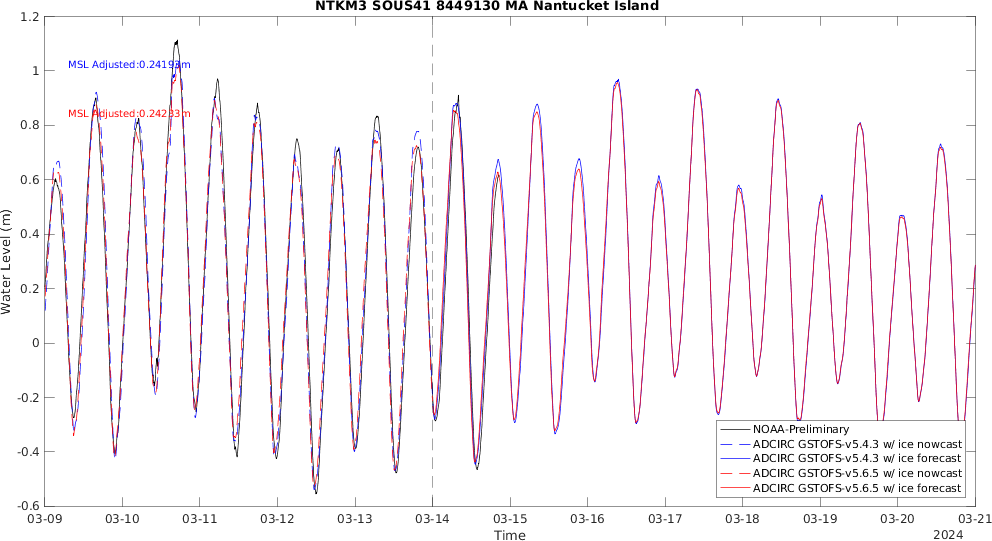 NTKM3 SOUS41 8449130 MA Nantucket Island
1.2
1
0.8
0.6
0.4
0.2
0
-0.2
-0.4
-0.6
Water Level (m)
MSL Adjusted:0.24193m
MSL Adjusted:0.24233m
NOAA-Preliminary
ADCIRC GSTOFS-v5.4.3 w/ ice nowcast
ADCIRC GSTOFS-v5.4.3 w/ ice forecast
ADCIRC GSTOFS-v5.6.5 w/ ice nowcast
ADCIRC GSTOFS-v5.6.5 w/ ice forecast
03-09 03-10 03-11 03-12 03-13 03-14 03-15 03-16 03-17 03-18 03-19 03-20 03-21
Time
2024